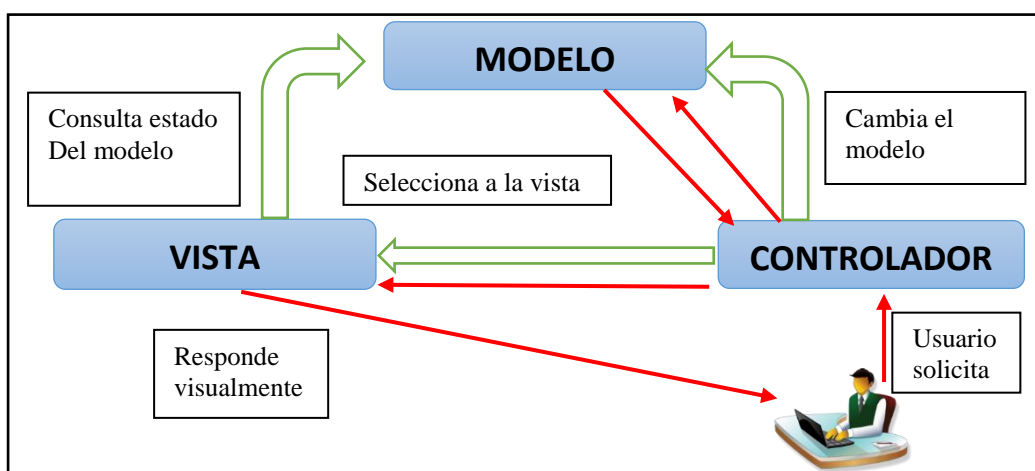 MODELO
Consulta estado
Del modelo
Cambia el
modelo
Selecciona a la vista
VISTA
CONTROLADOR
Responde
visualmente
Usuario
solicita